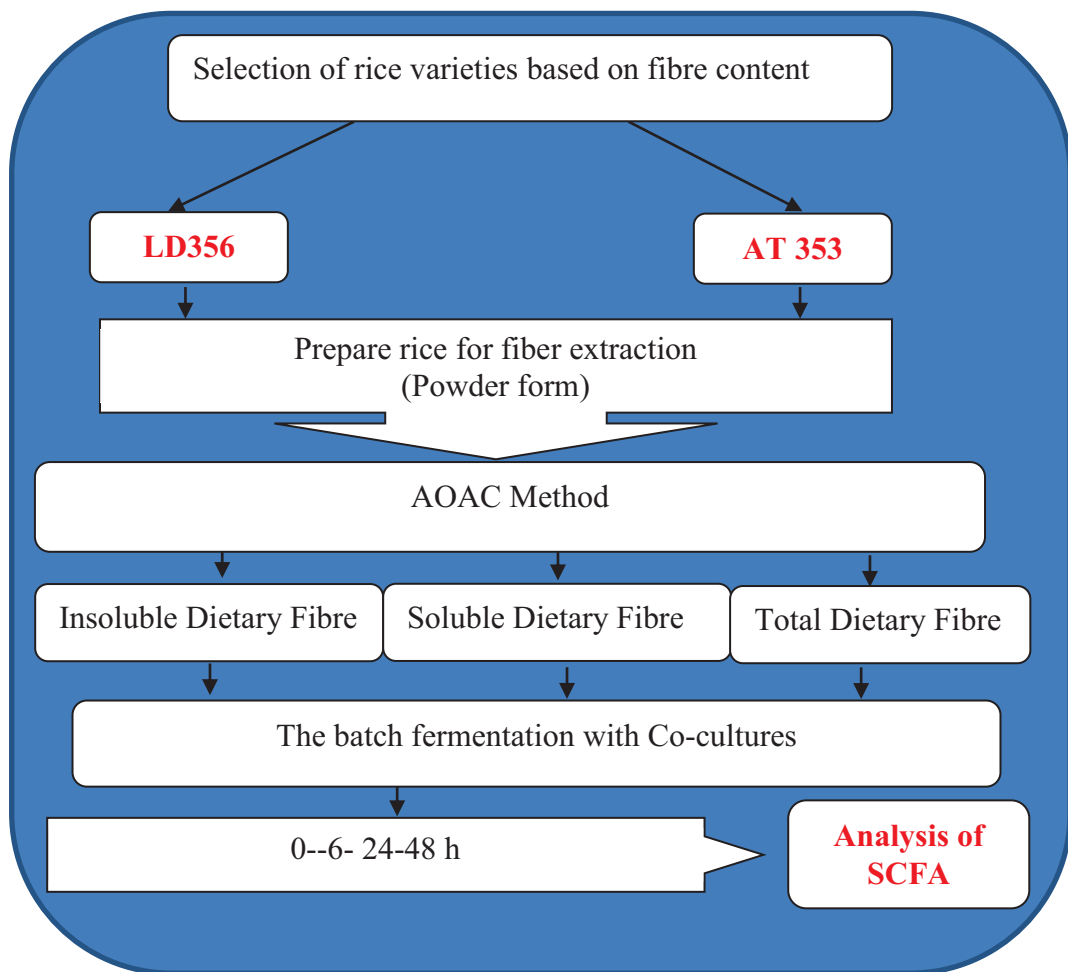 Selection of rice varieties based on fibre content
LD356
AT 353
Prepare rice for fiber extraction
(Powder form)
AOAC Method
Insoluble Dietary Fibre
Soluble Dietary Fibre
Total Dietary Fibre
The batch fermentation with Co-cultures
0--6- 24-48 h
Analysis of
SCFA